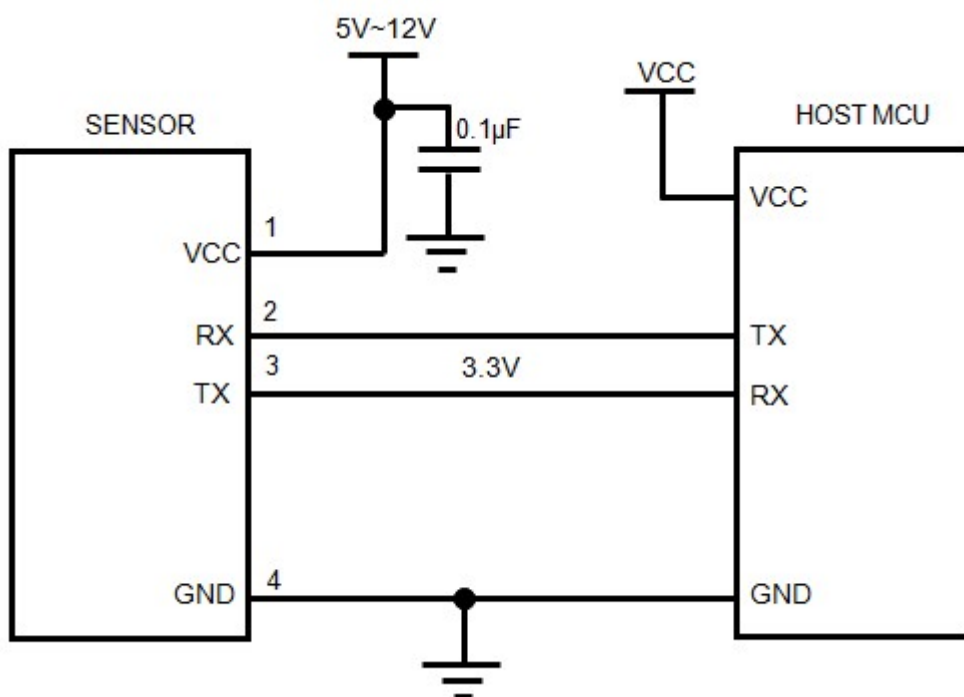 5V~12V
VCC
SENSOR
0.1µF
HOST MCU
VCC
1
VCC
2
RX
TX
3
3.3V
TX
RX
4
GND
GND